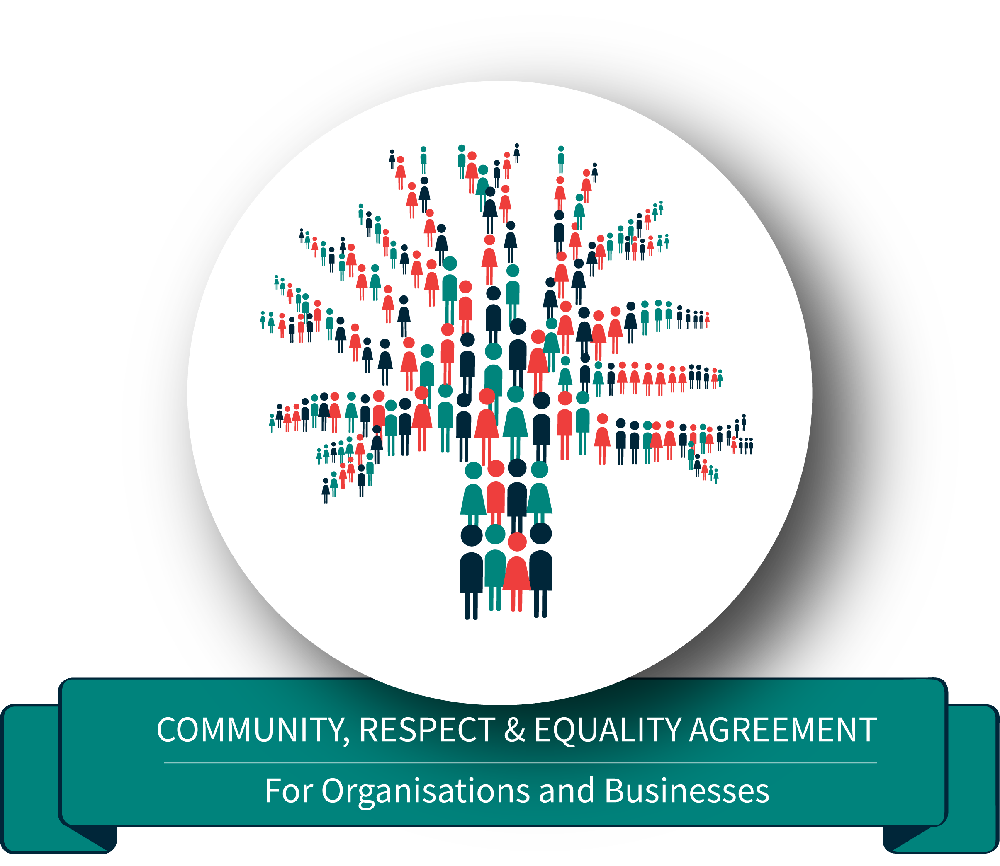 COMMUNITY, RESPECT & EQUALITY AGREEMENT
For Organisations and Businesses